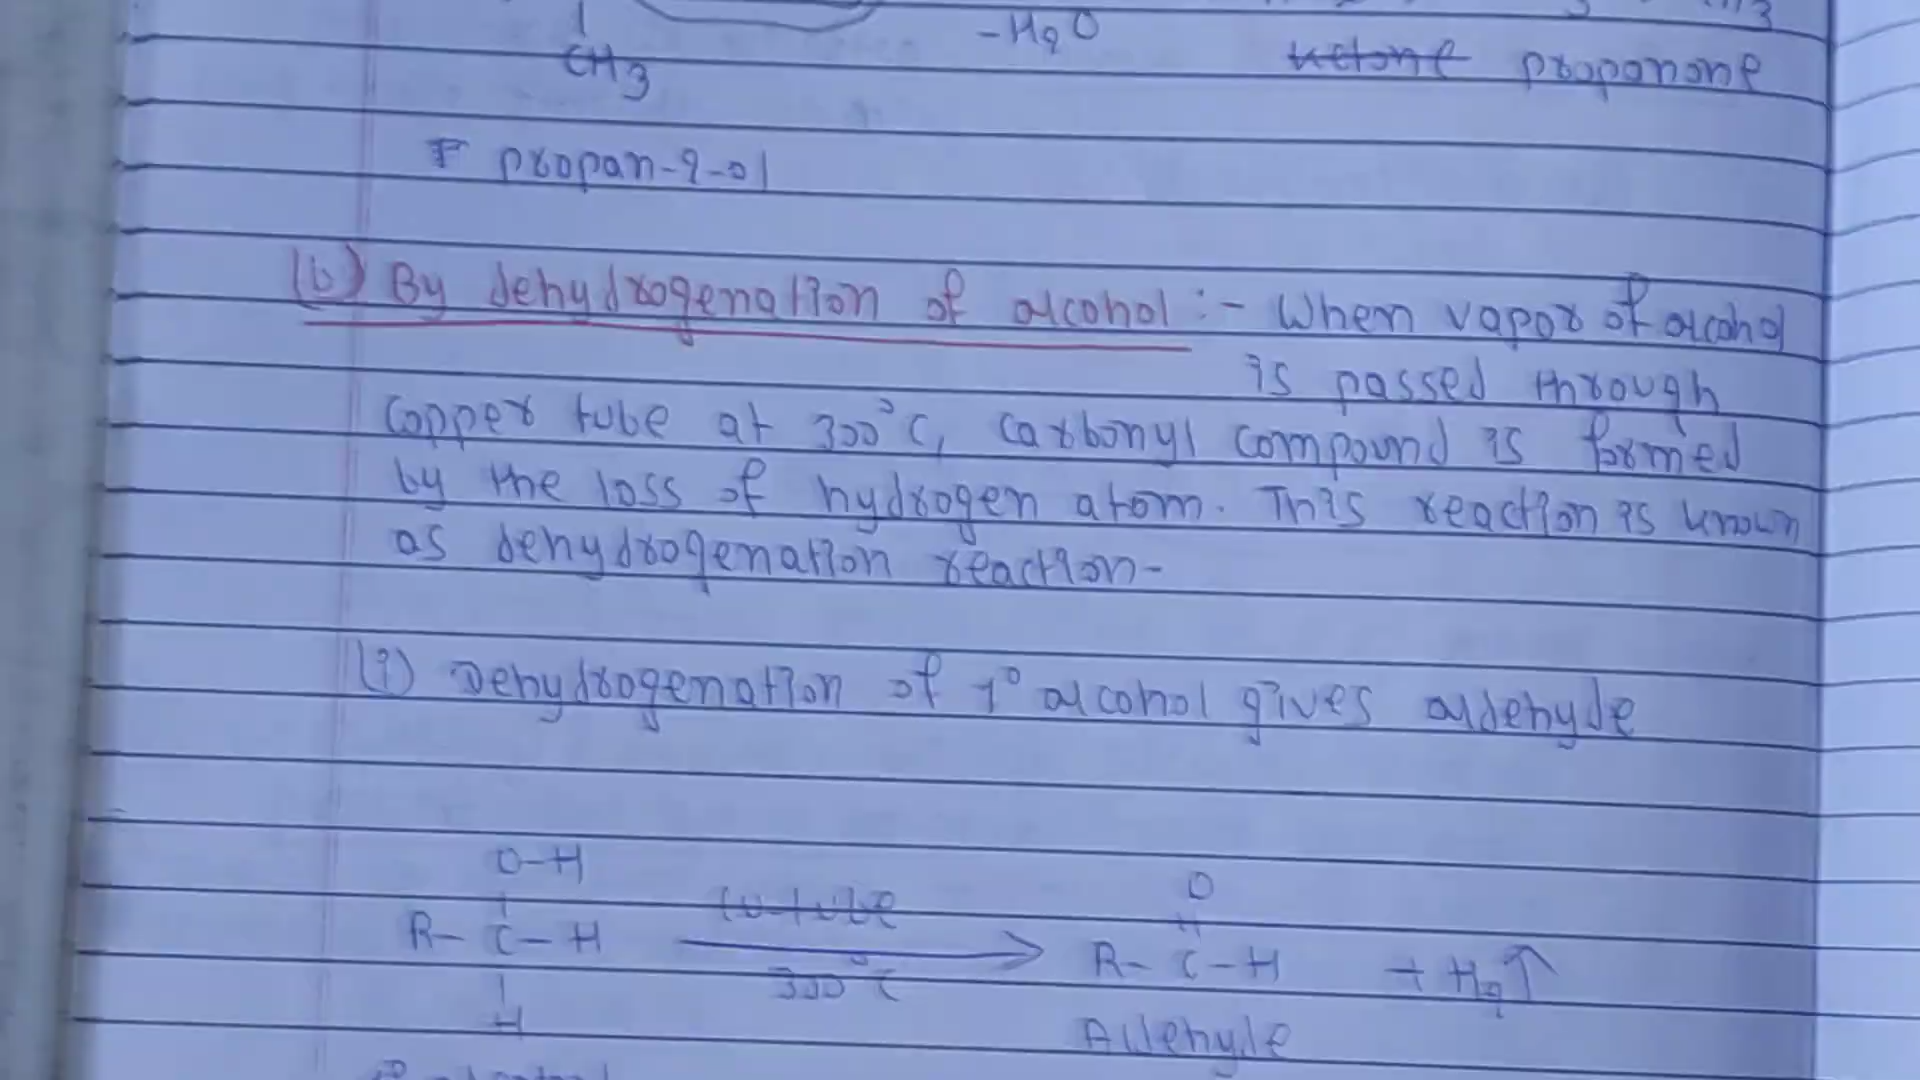 CH3
-H2O
ketone propanone
propan-2-ol
(b) By dehydrogenation of alcohol :- When vapor of alcohol
is passed through
Copper tube at 300°C, carbonyl compound is formed
by the loss of hydrogen atom. This reaction is known
as dehydrogenation reaction-
(i) Dehydrogenation of 1° alcohol gives aldehyde
O-H
R- C - H
H
Cu-tube
300°C
O
R- C - H + H2↑
Aldehyde